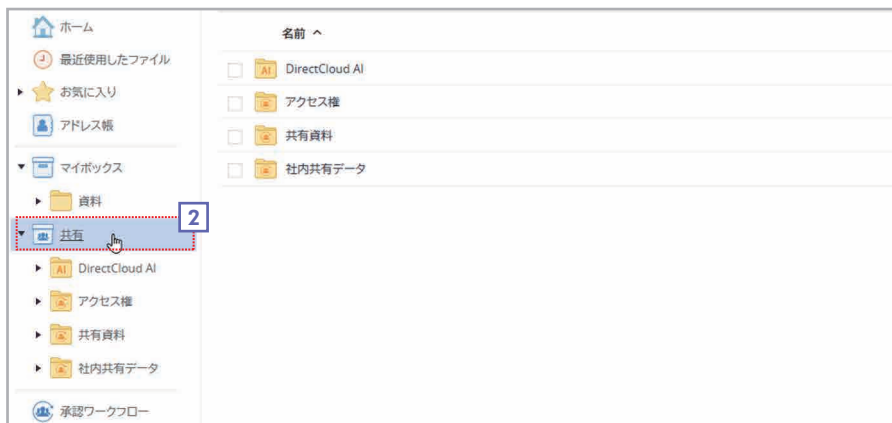 ホーム
最近使用したファイル
お気に入り
アドレス帳
マイボックス
資料
2
共有
AI DirectCloud AI
アクセス権
共有資料
社内共有データ
承認ワークフロー
名前
AI DirectCloud AI
アクセス権
共有資料
社内共有データ